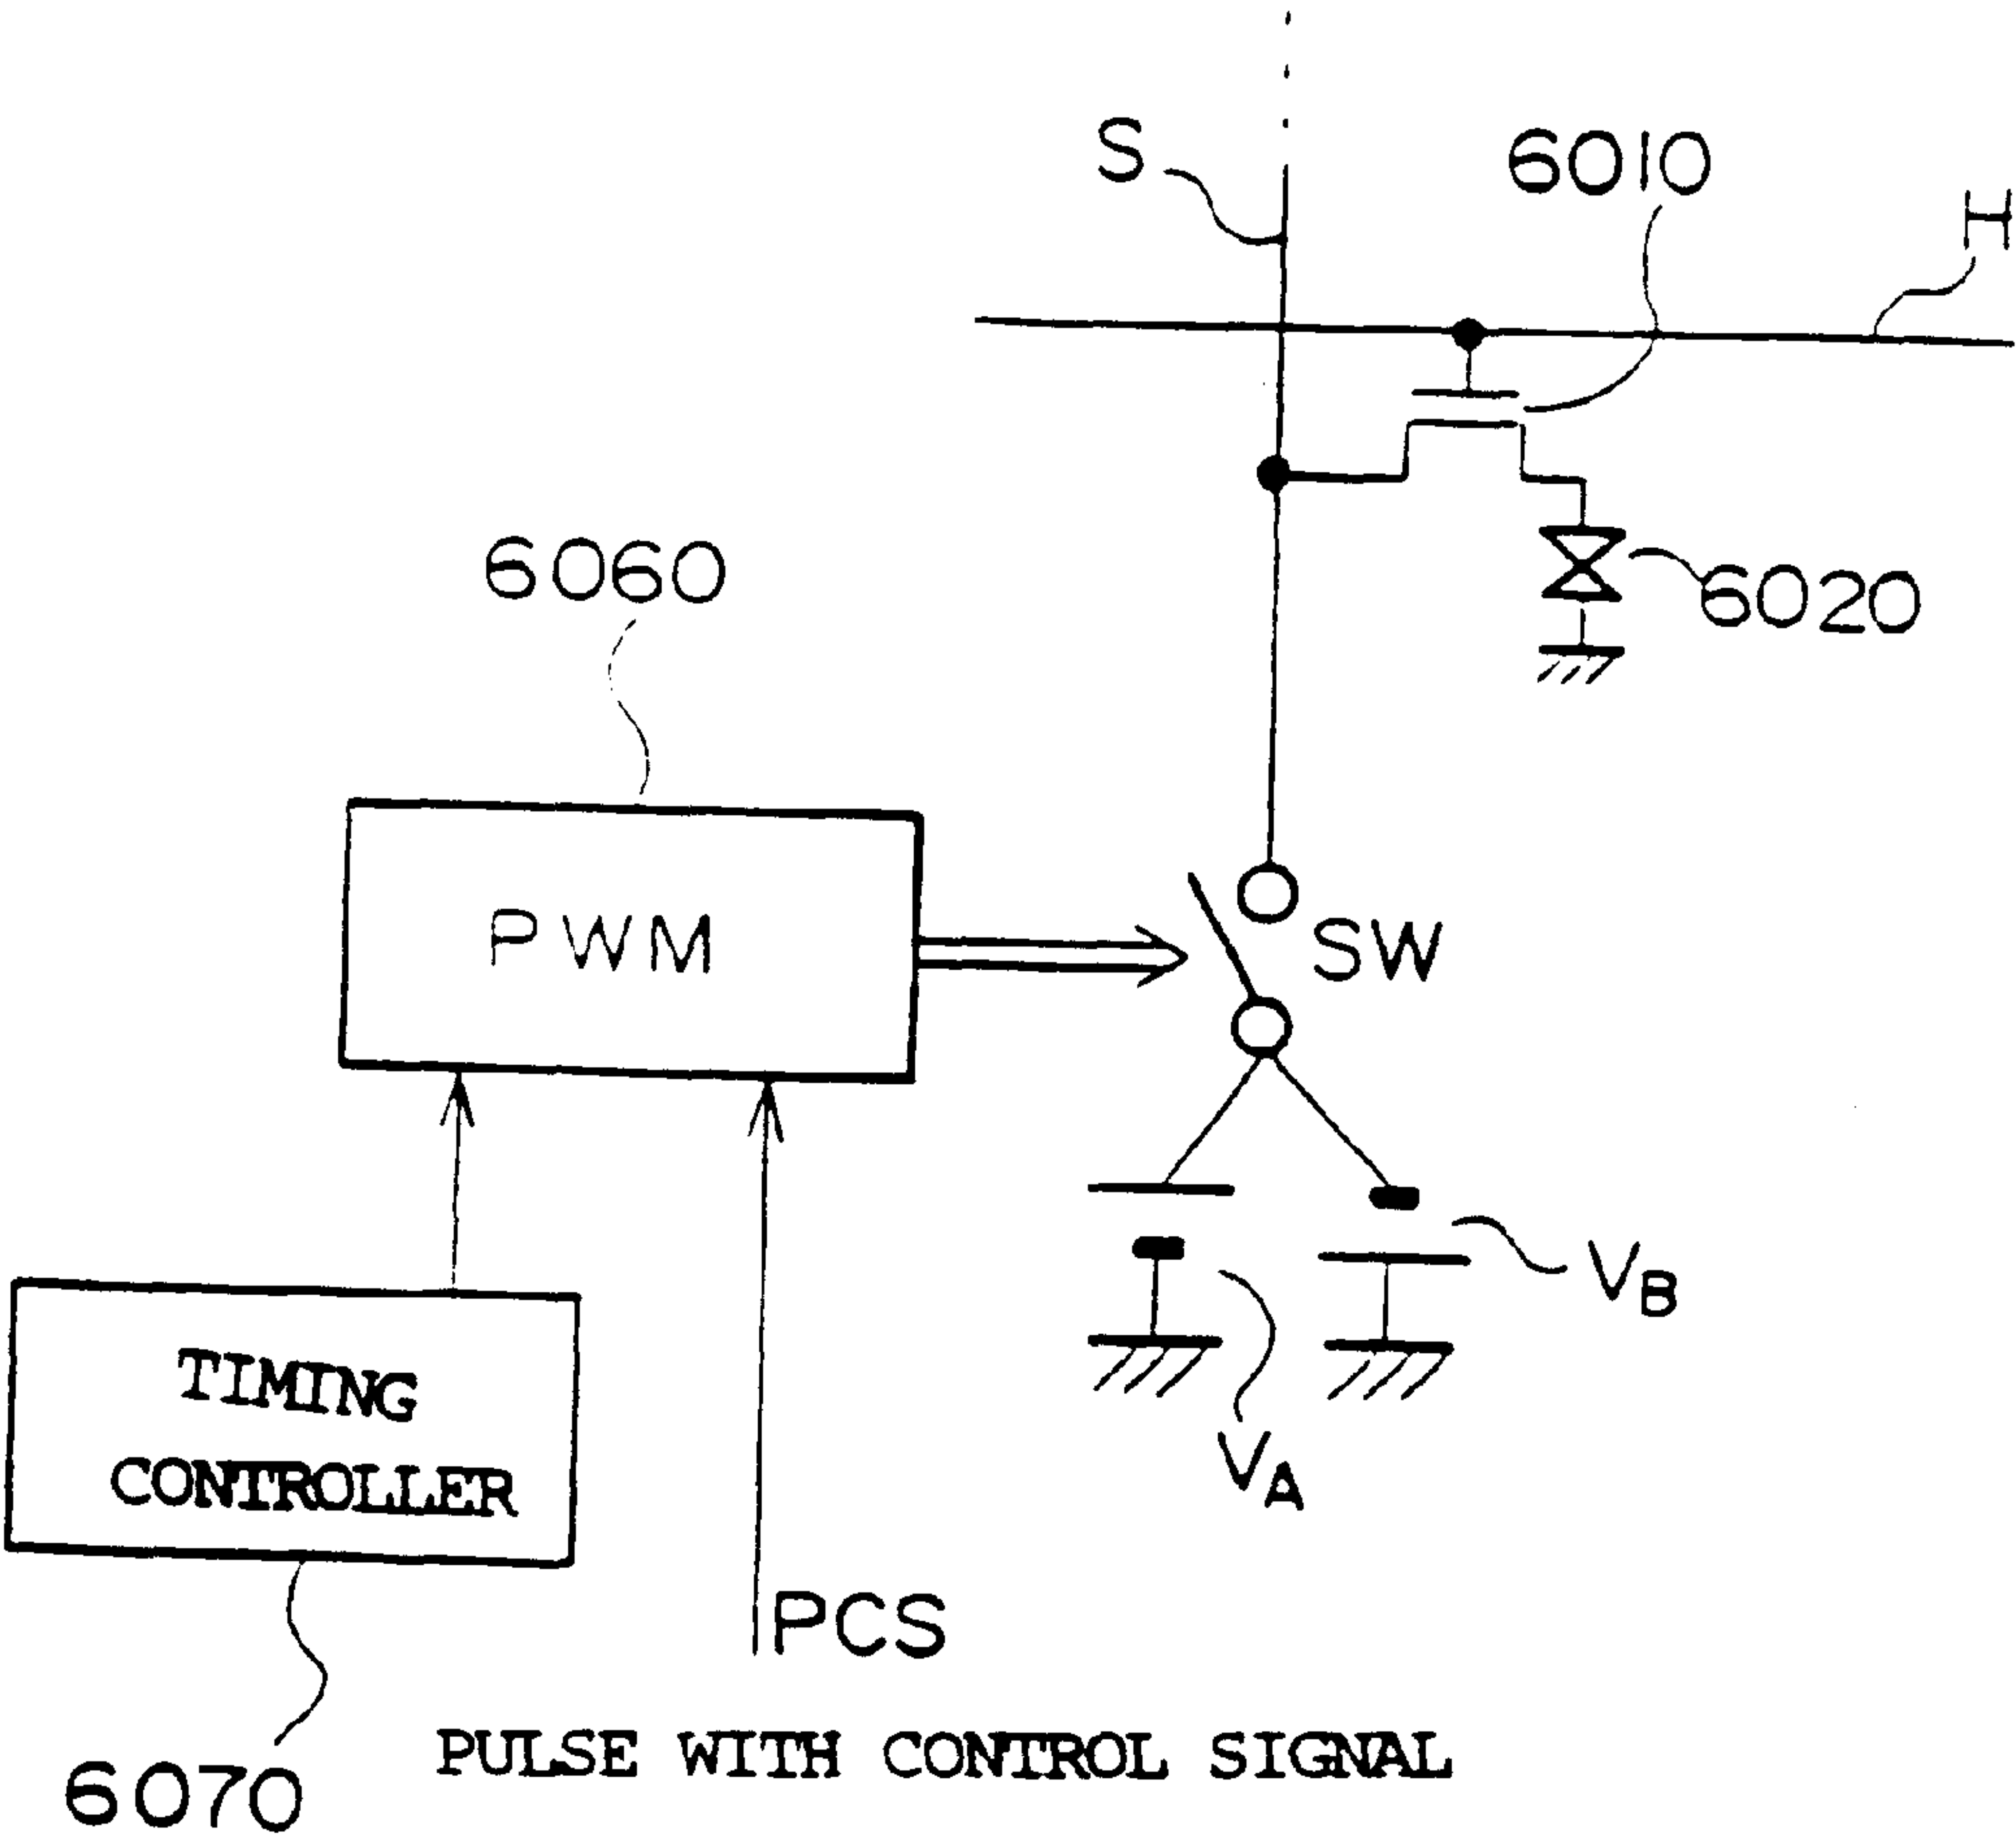 S
6010
H
6060
6020
PWM
SW
VB
TIMING
CONTROLLER
VA
PCS
PULSE WITH CONTROL SIGNAL
6070